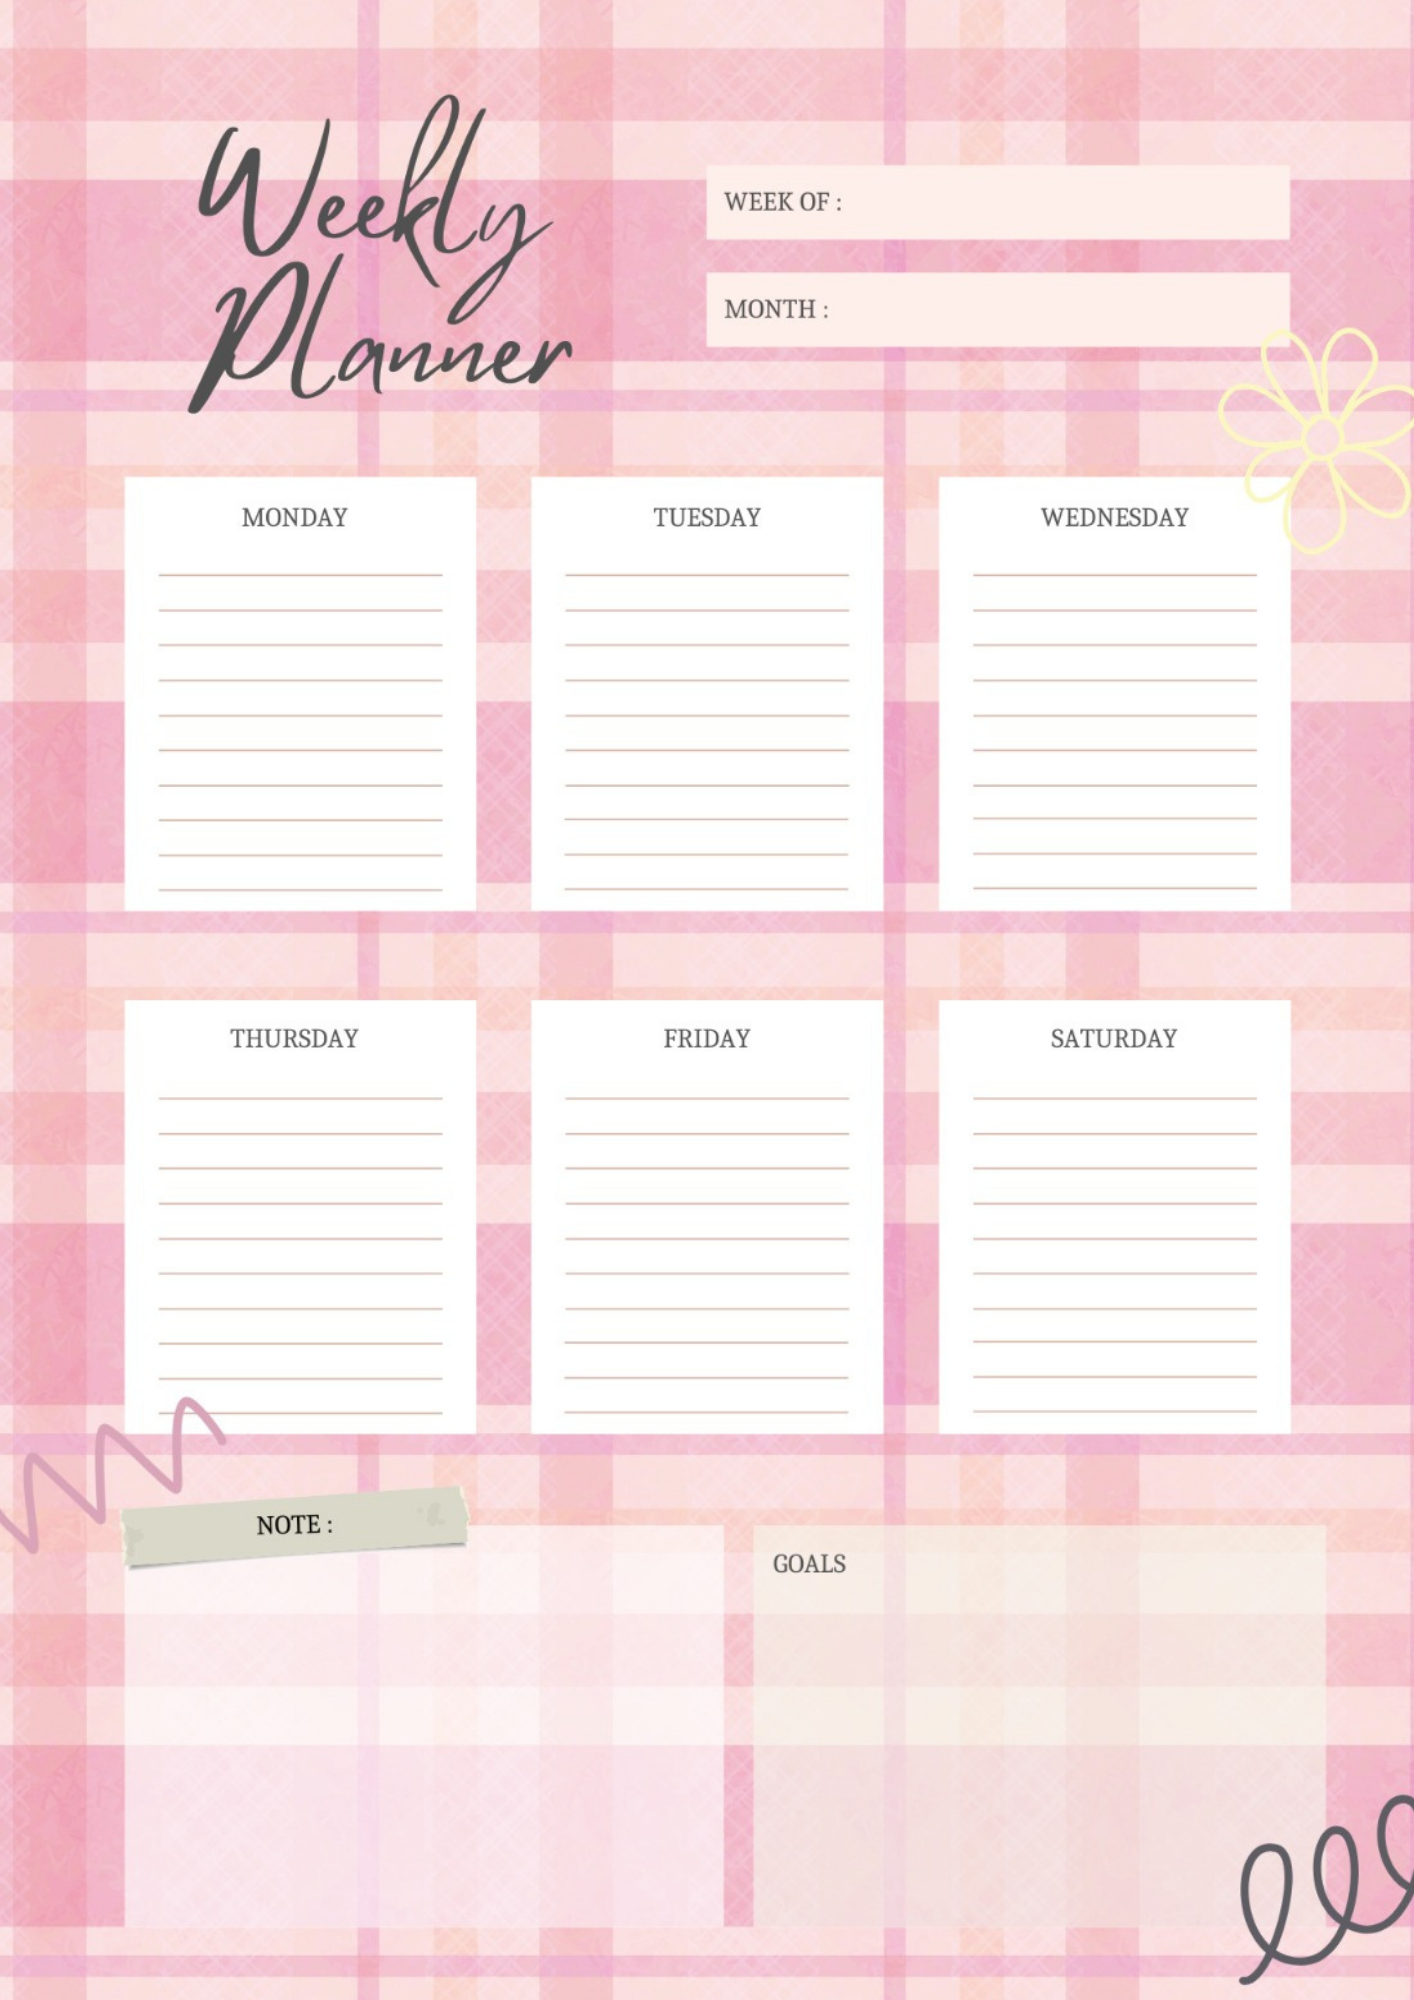 Weekly
Planner
WEEK OF :
MONTH :
MONDAY
TUESDAY
WEDNESDAY
THURSDAY
FRIDAY
SATURDAY
NOTE :
GOALS